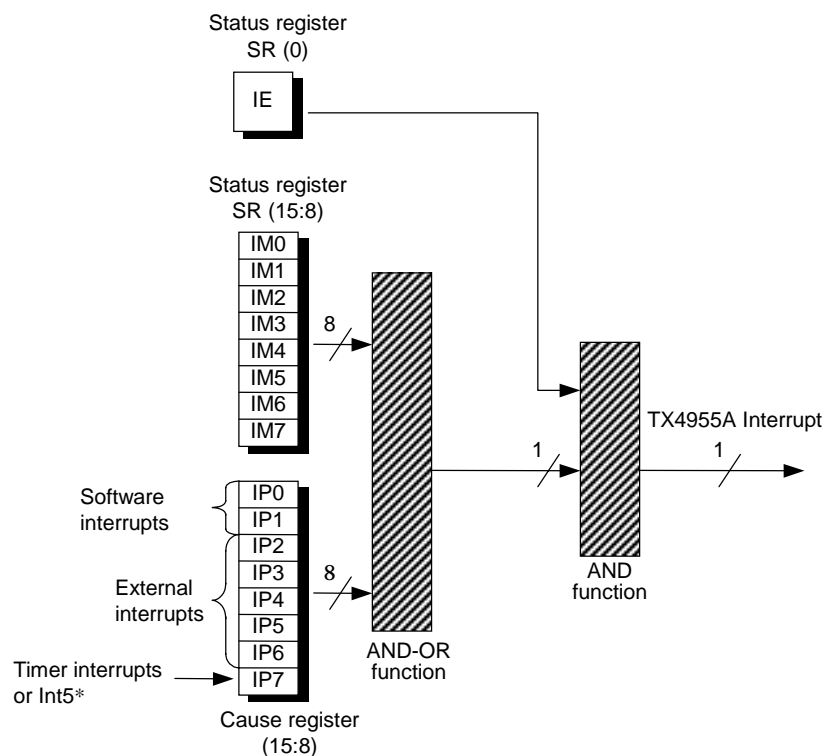 Status register
SR (0)
IE
Status register
SR (15:8)
IM0
IM1
IM2
IM3
IM4
IM5
IM6
IM7
8
TX4955A Interrupt
1
1
Software
interrupts
IP0
IP1
IP2
IP3
IP4
IP5
IP6
IP7
8
External
interrupts
Timer interrupts
or Int5*
AND
function
AND-OR
function
Cause register
(15:8)